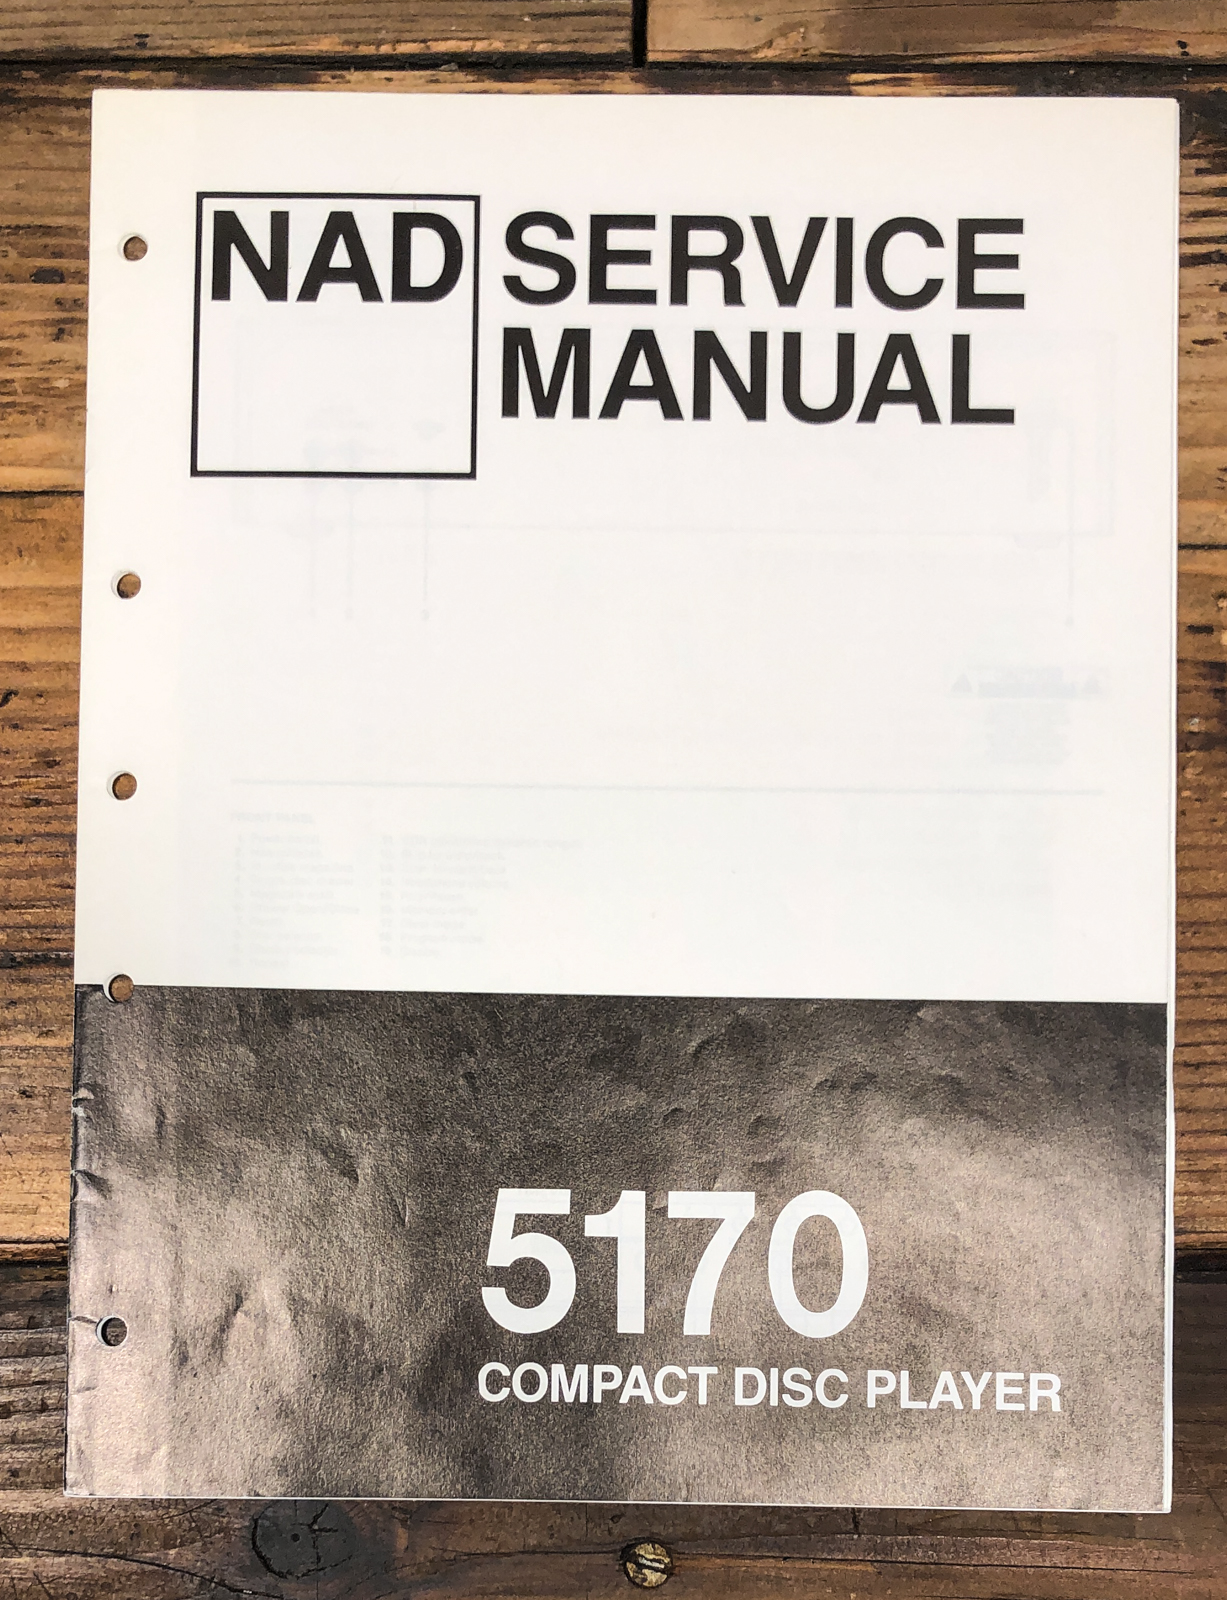 NAD SERVICE
MANUAL
5170
COMPACT DISC PLAYER